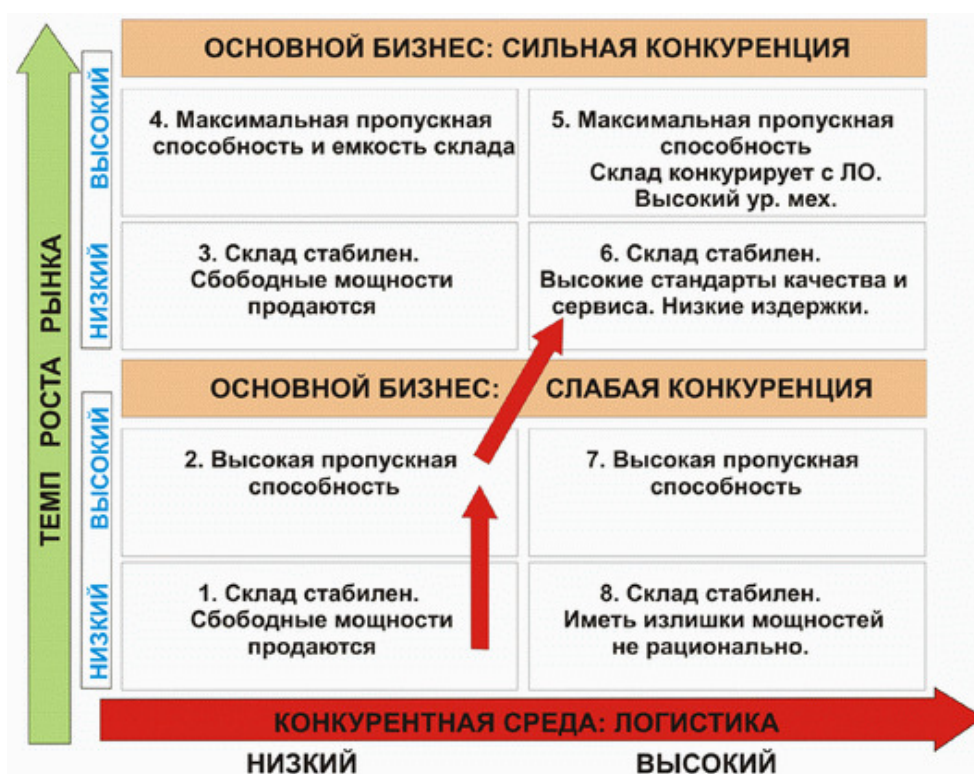 ОСНОВНОЙ БИЗНЕС: СИЛЬНАЯ КОНКУРЕНЦИЯ
4. Максимальная пропускная
способность и емкость склада
5. Максимальная пропускная
способность
Склад конкурирует с ЛО.
Высокий ур. мех.
3. Склад стабилен.
Сбободные мощности
продаются
6. Склад стабилен.
Высокие стандарты качества и
сервиса. Низкие издержки.
ОСНОВНОЙ БИЗНЕС: СЛАБАЯ КОНКУРЕНЦИЯ
2. Высокая пропускная
способность
7. Высокая пропускная
способность
1. Склад стабилен.
Сбободные мощности
продаются
8. Склад стабилен.
Иметь излишки мощностей
не рационально.
ТЕМП РОСТА РЫНКА
ВЫСОКИЙ
НИЗКИЙ
ВЫСОКИЙ
НИЗКИЙ
КОНКУРЕНТНАЯ СРЕДА: ЛОГИСТИКА
НИЗКИЙ ВЫСОКИЙ